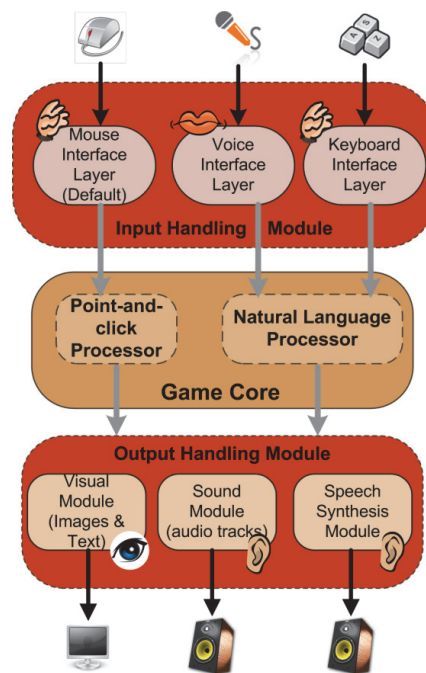 S
A
S
Z
Mouse
Interface
Layer
(Default)
Voice
Interface
Layer
Keyboard
Interface
Layer
Input Handling Module
Point-and-
click
Processor
Natural Language
Processor
Game Core
Output Handling Module
Visual
Module
(Images &
Text)
Sound
Module
(audio tracks)
Speech
Synthesis
Module